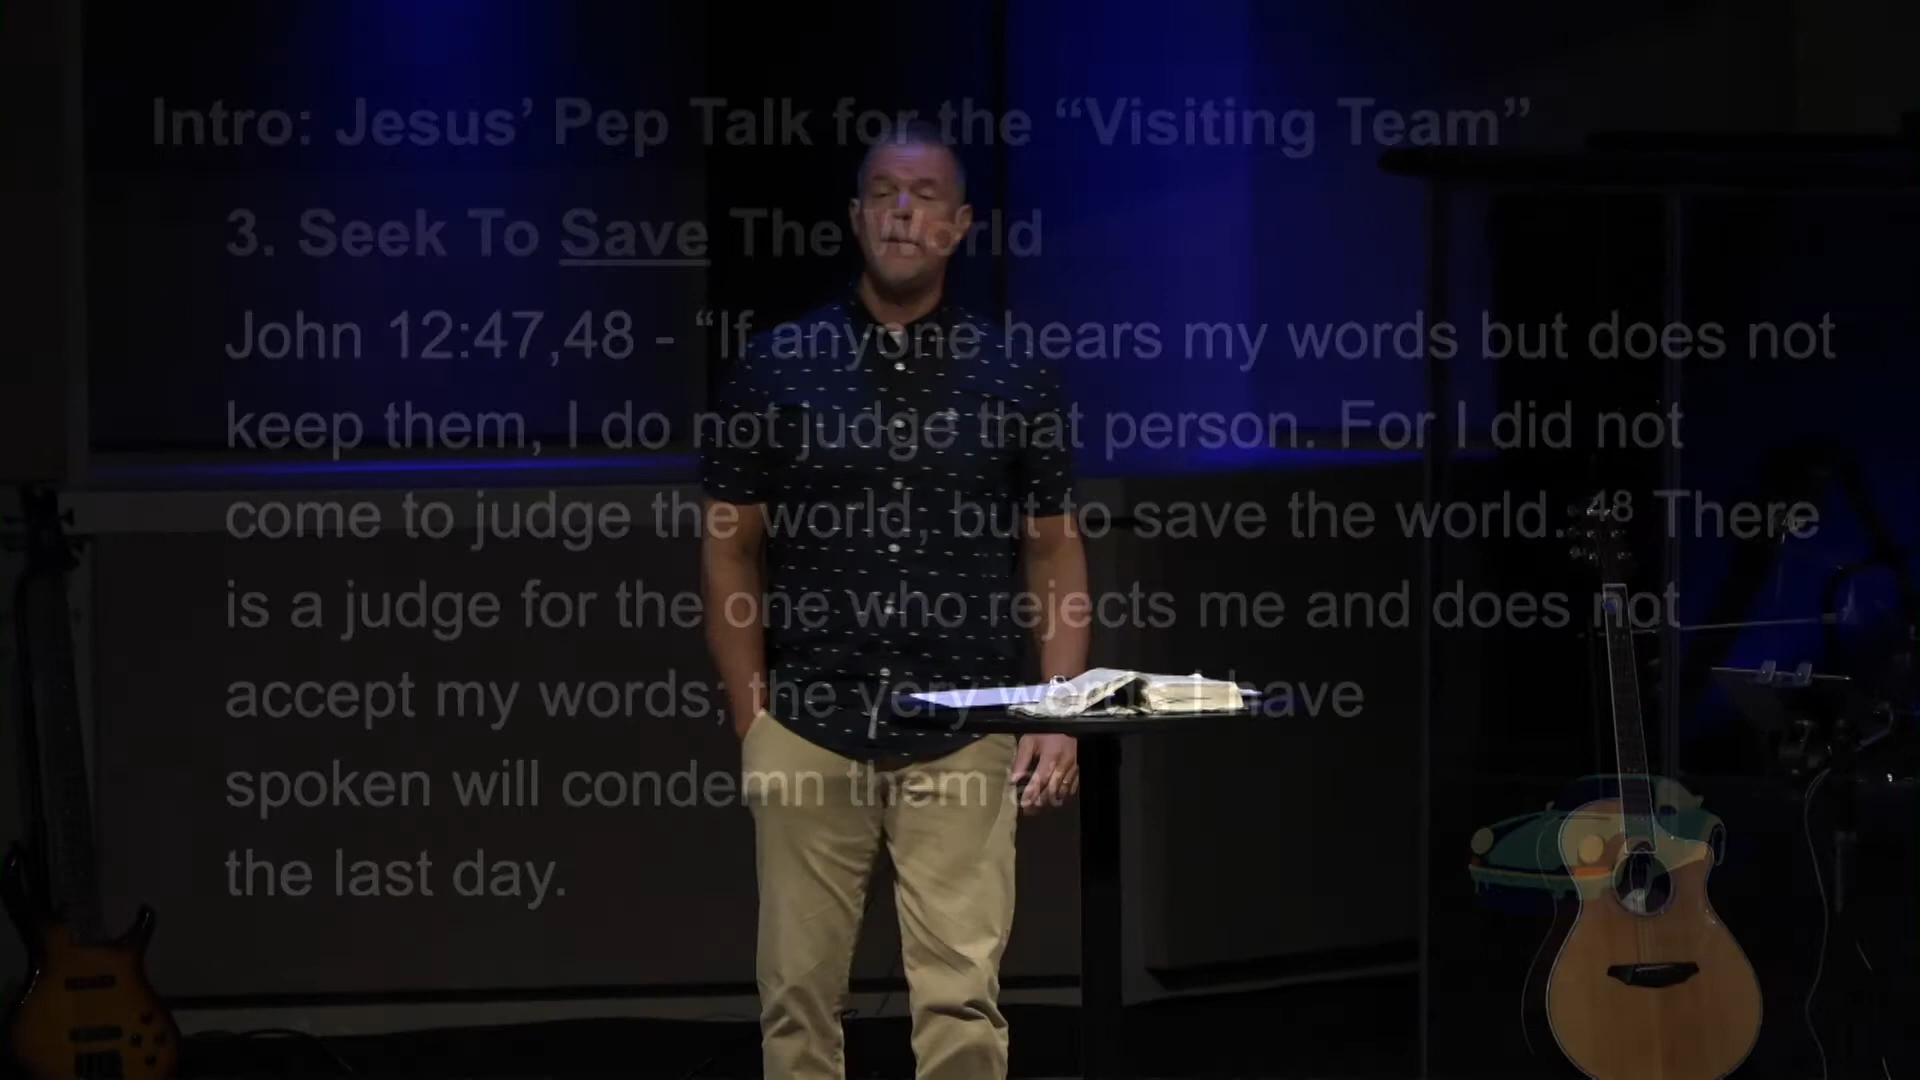 Intro: Jesus’ Pep Talk for the “Visiting Team”
3. Seek To Save The World
John 12:47,48 - “If anyone hears my words but does not
keep them, I do not judge that person. For I did not
come to judge the world, but to save the world. 48 There
is a judge for the one who rejects me and does not
accept my words; the very words I have
spoken will condemn them at
the last day.